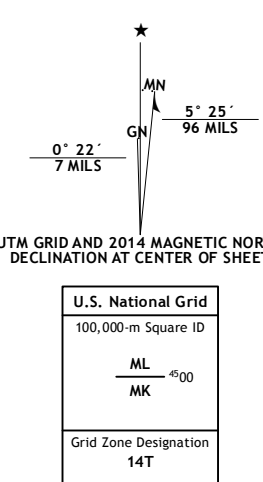 ★
MN
GN
5° 25´
96 MILS
0° 22´
7 MILS
UTM GRID AND 2014 MAGNETIC NOR
DECLINATION AT CENTER OF SHEET
U.S. National Grid
100,000-m Square ID
ML
4500
MK
Grid Zone Designation
14T